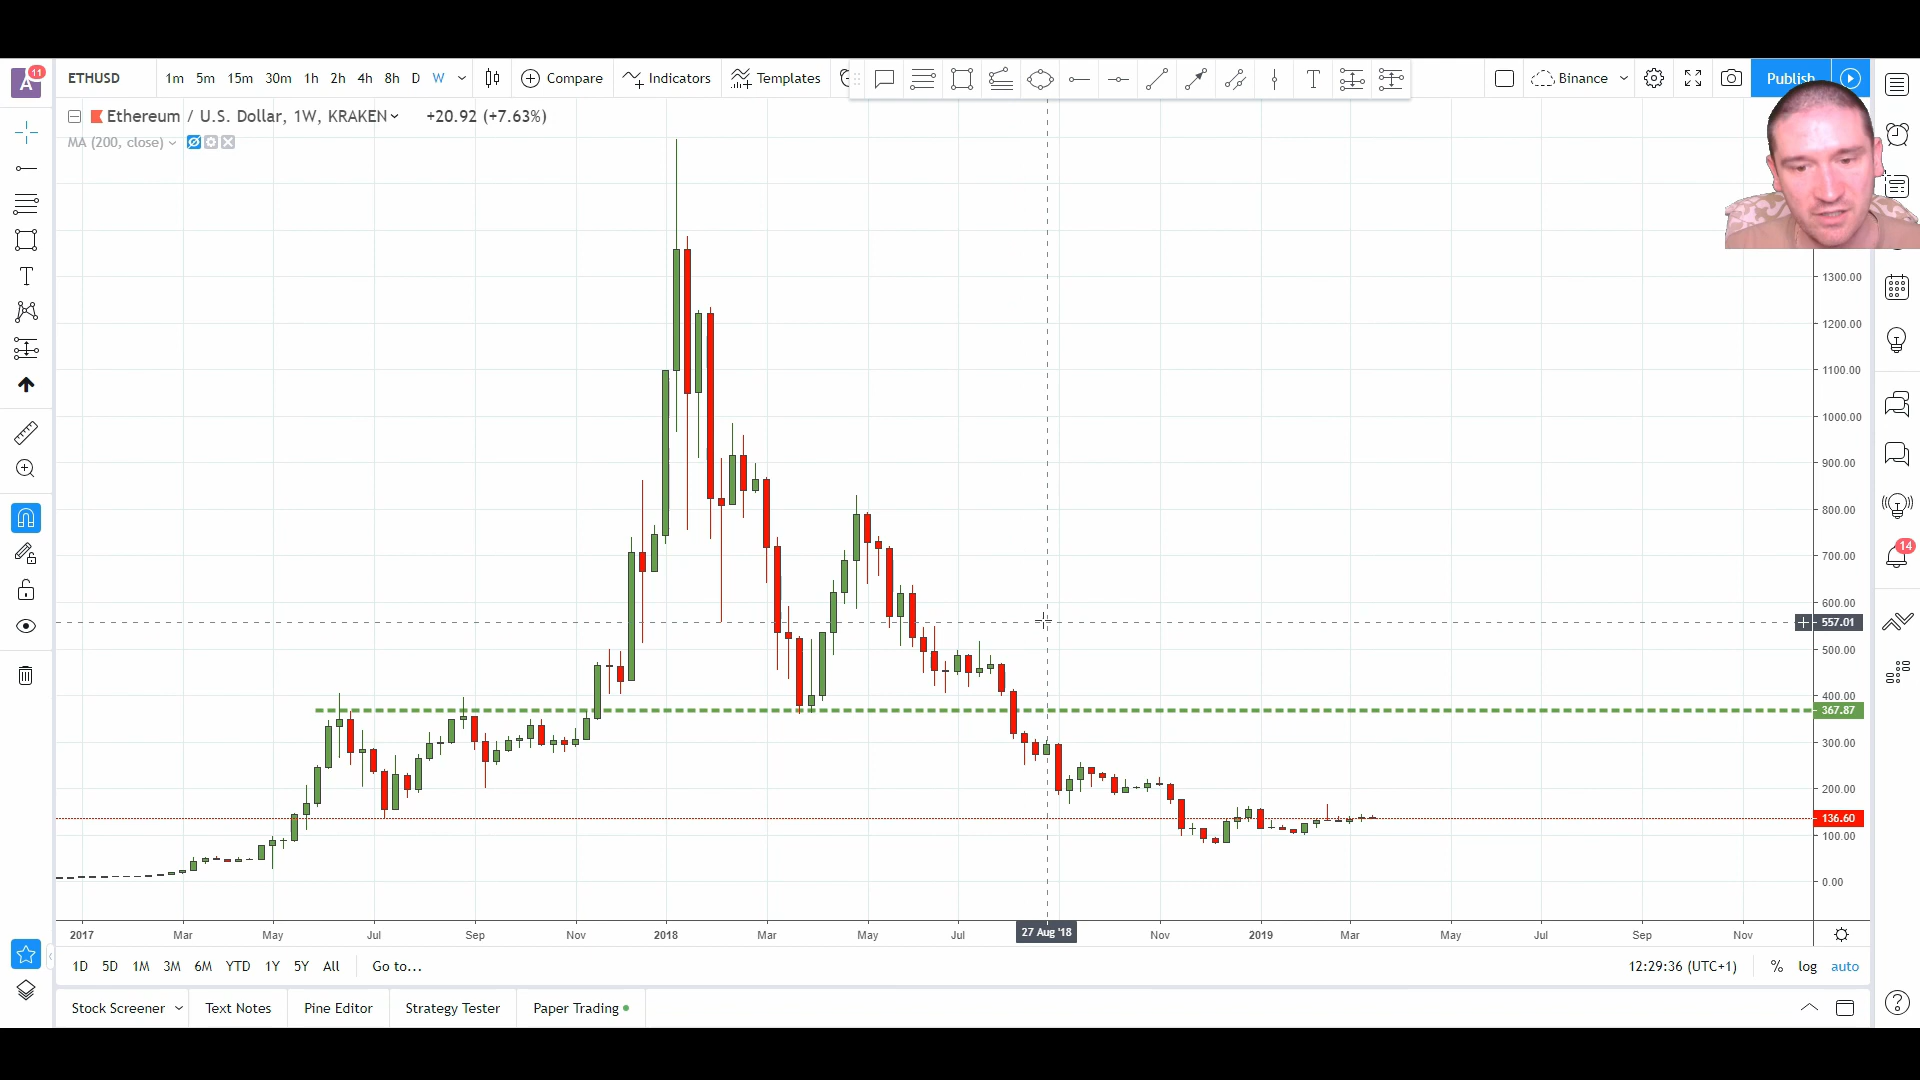 A 11 ETHUSD 1m 5m 15m 30m 1h 2h 4h 8h D W Compare Indicators Templates T Binance Publish
Ethereum / U.S. Dollar, 1W, KRAKEN +20.92 (+7.63%)
MA (200, close)
T
1300.00
1200.00
1100.00
1000.00
900.00
800.00
700.00
14
600.00
557.01
500.00
400.00
367.87
300.00
200.00
136.60
100.00
0.00
2017 Mar May Jul Sep Nov 2018 Mar May Jul 27 Aug '18 Nov 2019 Mar May Jul Sep Nov
1D 5D 1M 3M 6M YTD 1Y 5Y All Go to... 12:29:36 (UTC+1) % log auto
Stock Screener Text Notes Pine Editor Strategy Tester Paper Trading ?